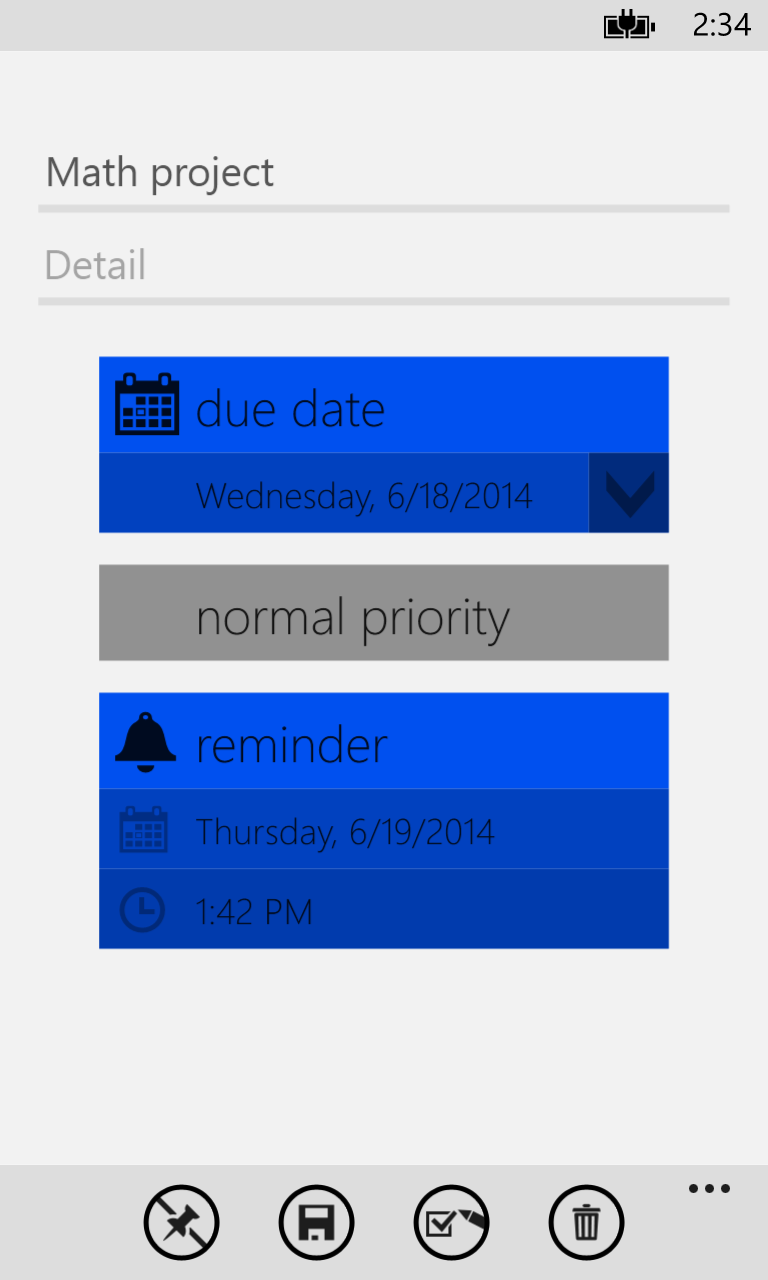 2:34
Math project
Detail
due date
Wednesday, 6/18/2014
normal priority
reminder
Thursday, 6/19/2014
1:42 PM